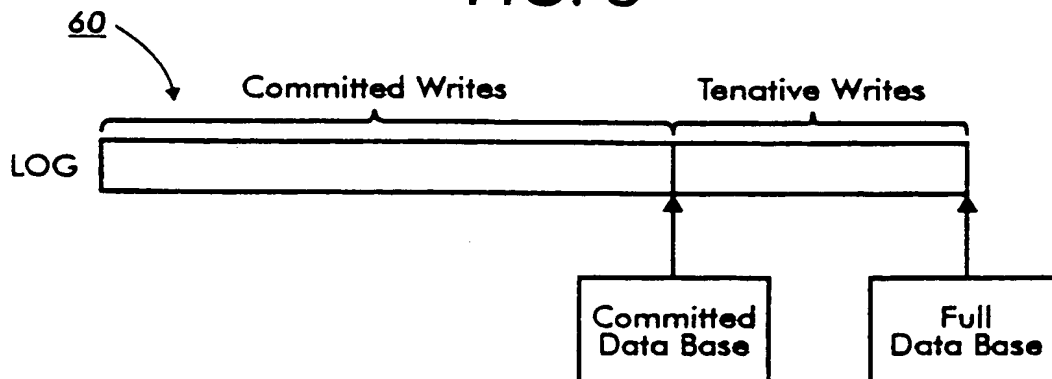 60
Committed Writes
Tenative Writes
LOG
Committed
Data Base
Full
Data Base